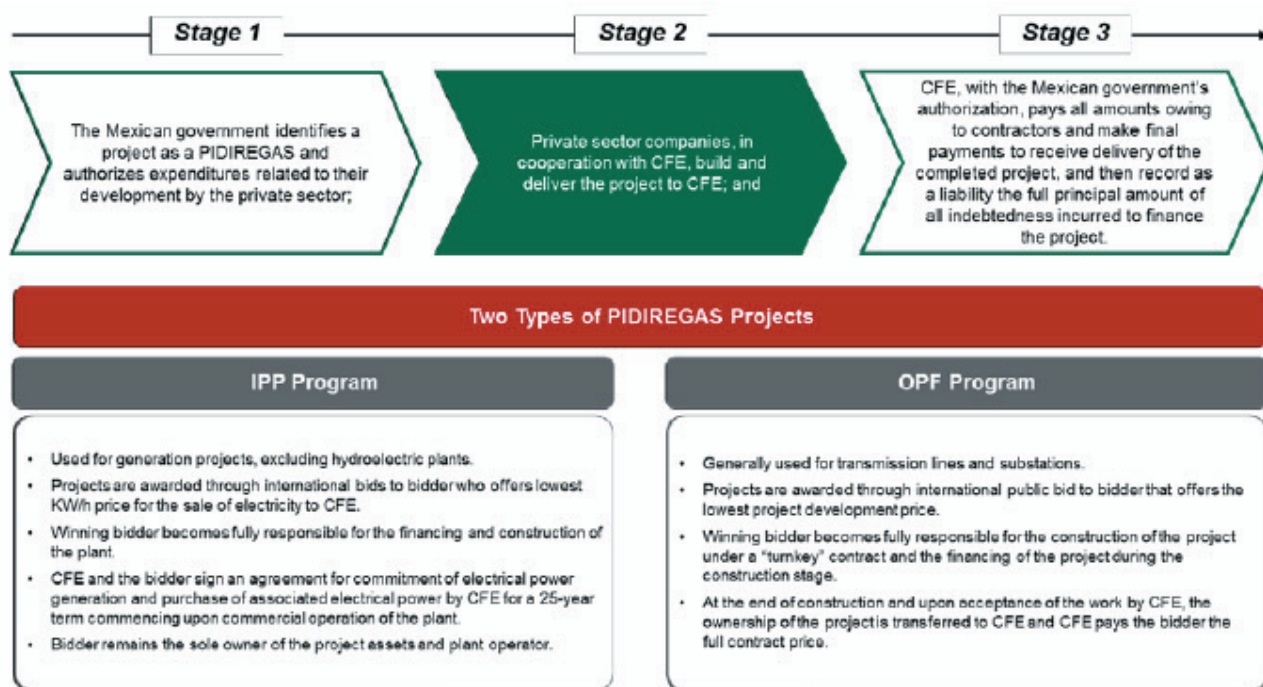 Stage 1
Stage 2
Stage 3
The Mexican government identifies a
project as a PIDIREGAS and
authorizes expenditures related to their
development by the private sector;
Private sector companies, in
cooperation with CFE, build and
deliver the project to CFE; and
CFE, with the Mexican government's
authorization, pays all amounts owing
to contractors and make final
payments to receive delivery of the
completed project, and then record as
a liability the full principal amount of
all indebtedness incurred to finance
the project.
Two Types of PIDIREGAS Projects
IPP Program
• Used for generation projects, excluding hydroelectric plants.
• Projects are awarded through international bids to bidder who offers lowest
KW/h price for the sale of electricity to CFE.
• Winning bidder becomes fully responsible for the financing and construction of
the plant.
• CFE and the bidder sign an agreement for commitment of electrical power
generation and purchase of associated electrical power by CFE for a 25-year
term commencing upon commercial operation of the plant.
• Bidder remains the sole owner of the project assets and plant operator.
OPF Program
• Generally used for transmission lines and substations.
• Projects are awarded through international public bid to bidder that offers the
lowest project development price.
• Winning bidder becomes fully responsible for the construction of the project
under a "turnkey" contract and the financing of the project during the
construction stage.
• At the end of construction and upon acceptance of the work by CFE, the
ownership of the project is transferred to CFE and CFE pays the bidder the
full contract price.